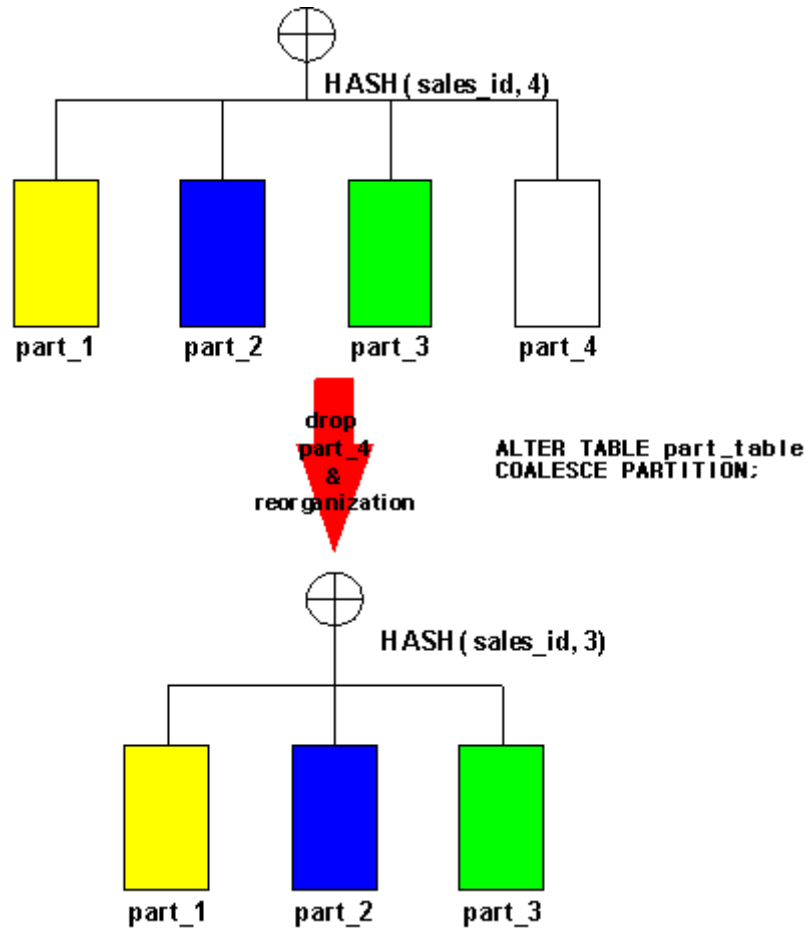 HASH( sales_id, 4)
part_1 part_2 part_3 part_4
drop
part_4
&
reorganization
ALTER TABLE part_table
COALESCE PARTITION;
HASH( sales_id, 3)
part_1 part_2 part_3